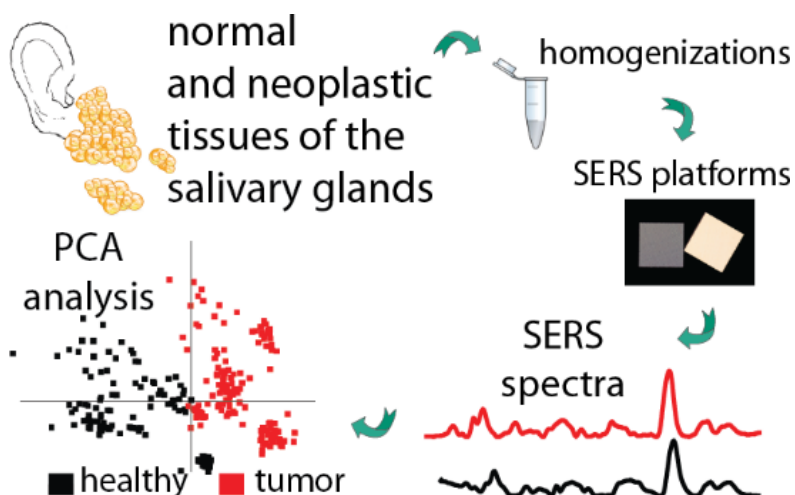 normal
and neoplastic
tissues of the
salivary glands
homogenizations
SERS platforms
SERS
spectra
PCA
analysis
healthy
tumor